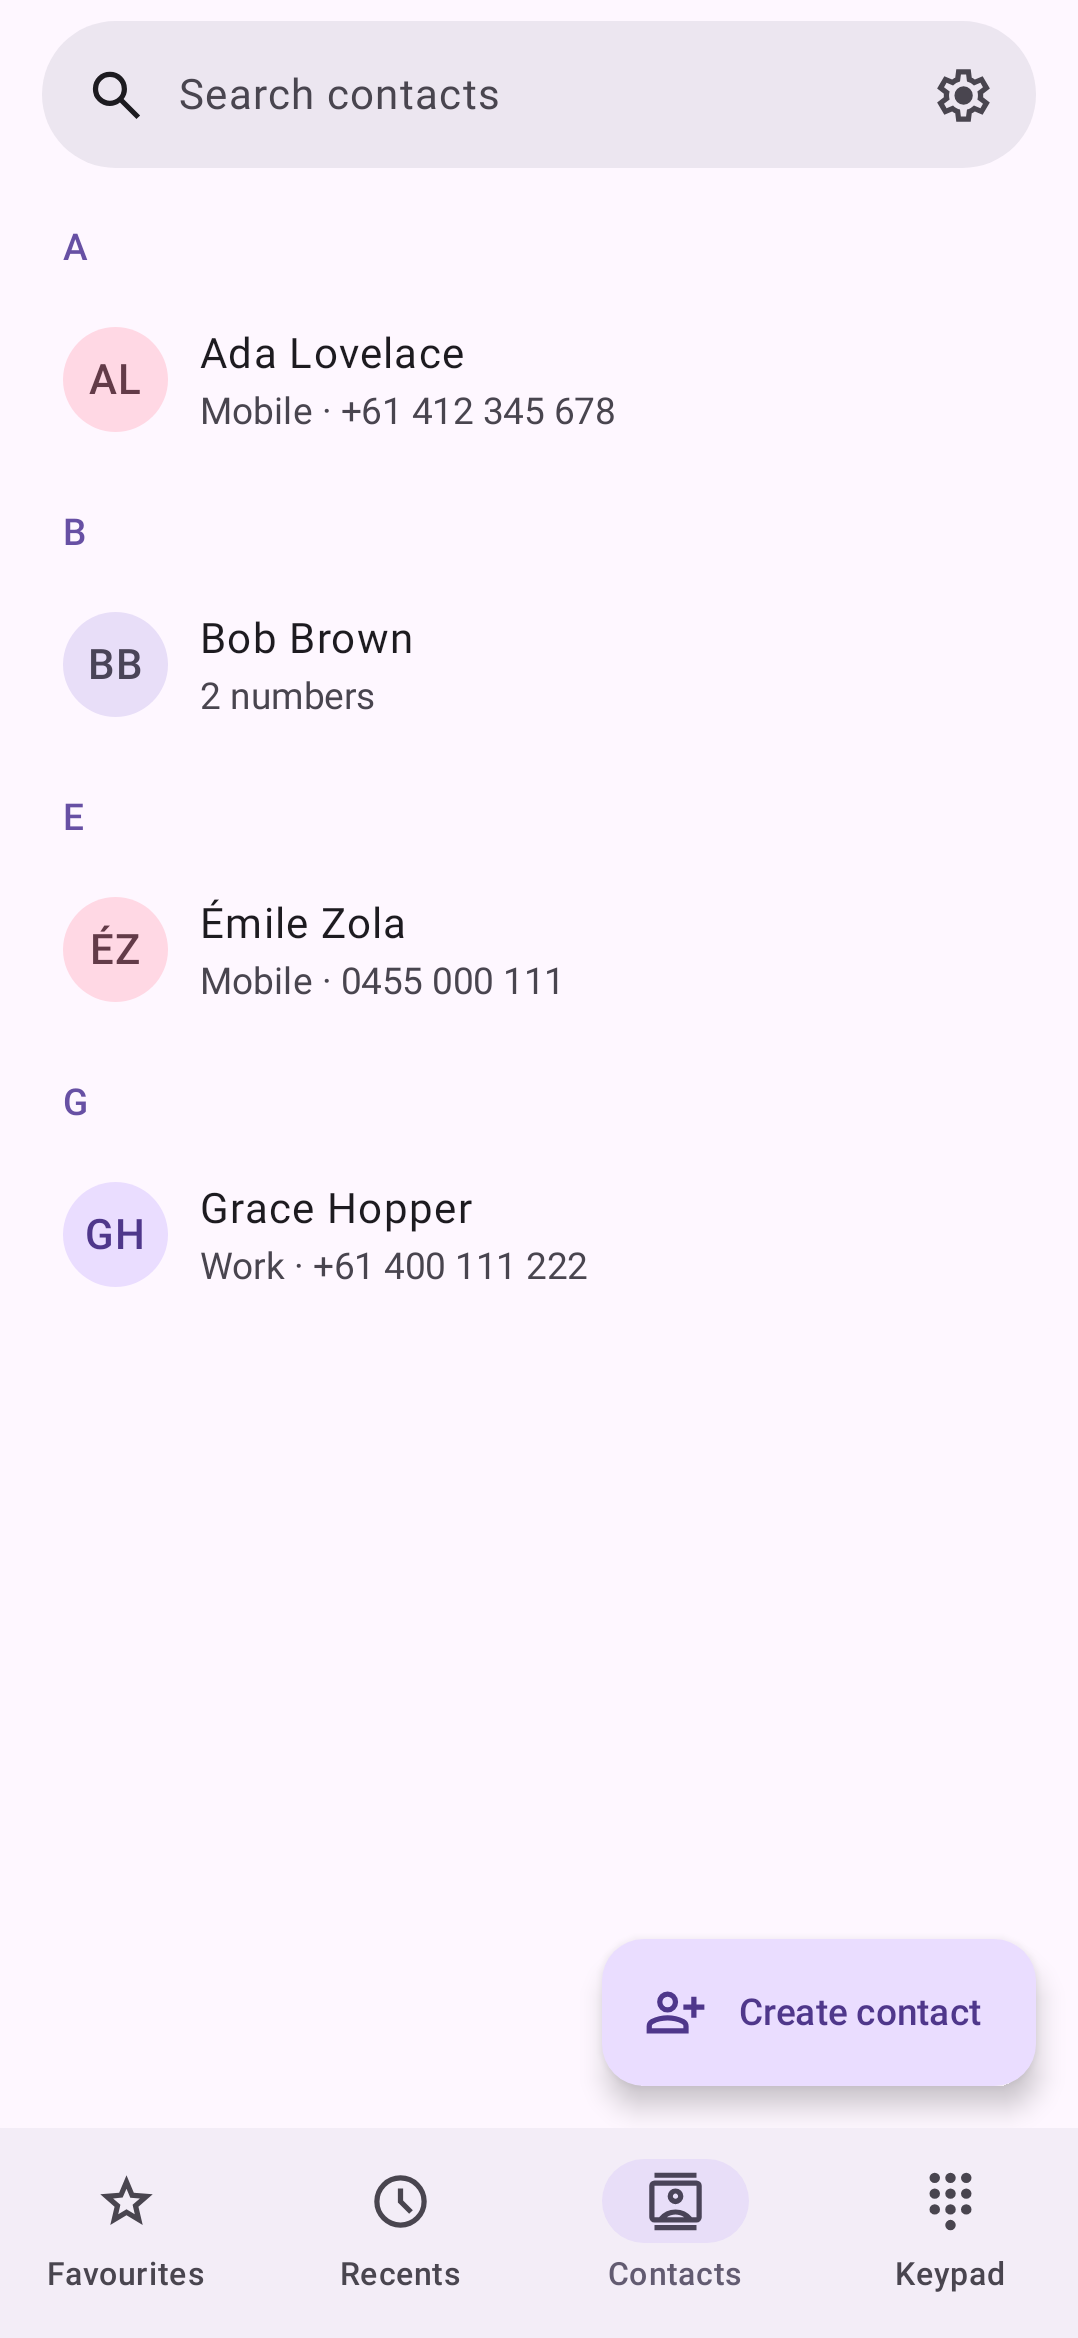 Search contacts
A
AL
Ada Lovelace
Mobile · +61 412 345 678
B
BB
Bob Brown
2 numbers
E
ÉZ
Émile Zola
Mobile · 0455 000 111
G
GH
Grace Hopper
Work · +61 400 111 222
Create contact
Favourites
Recents
Contacts
Keypad